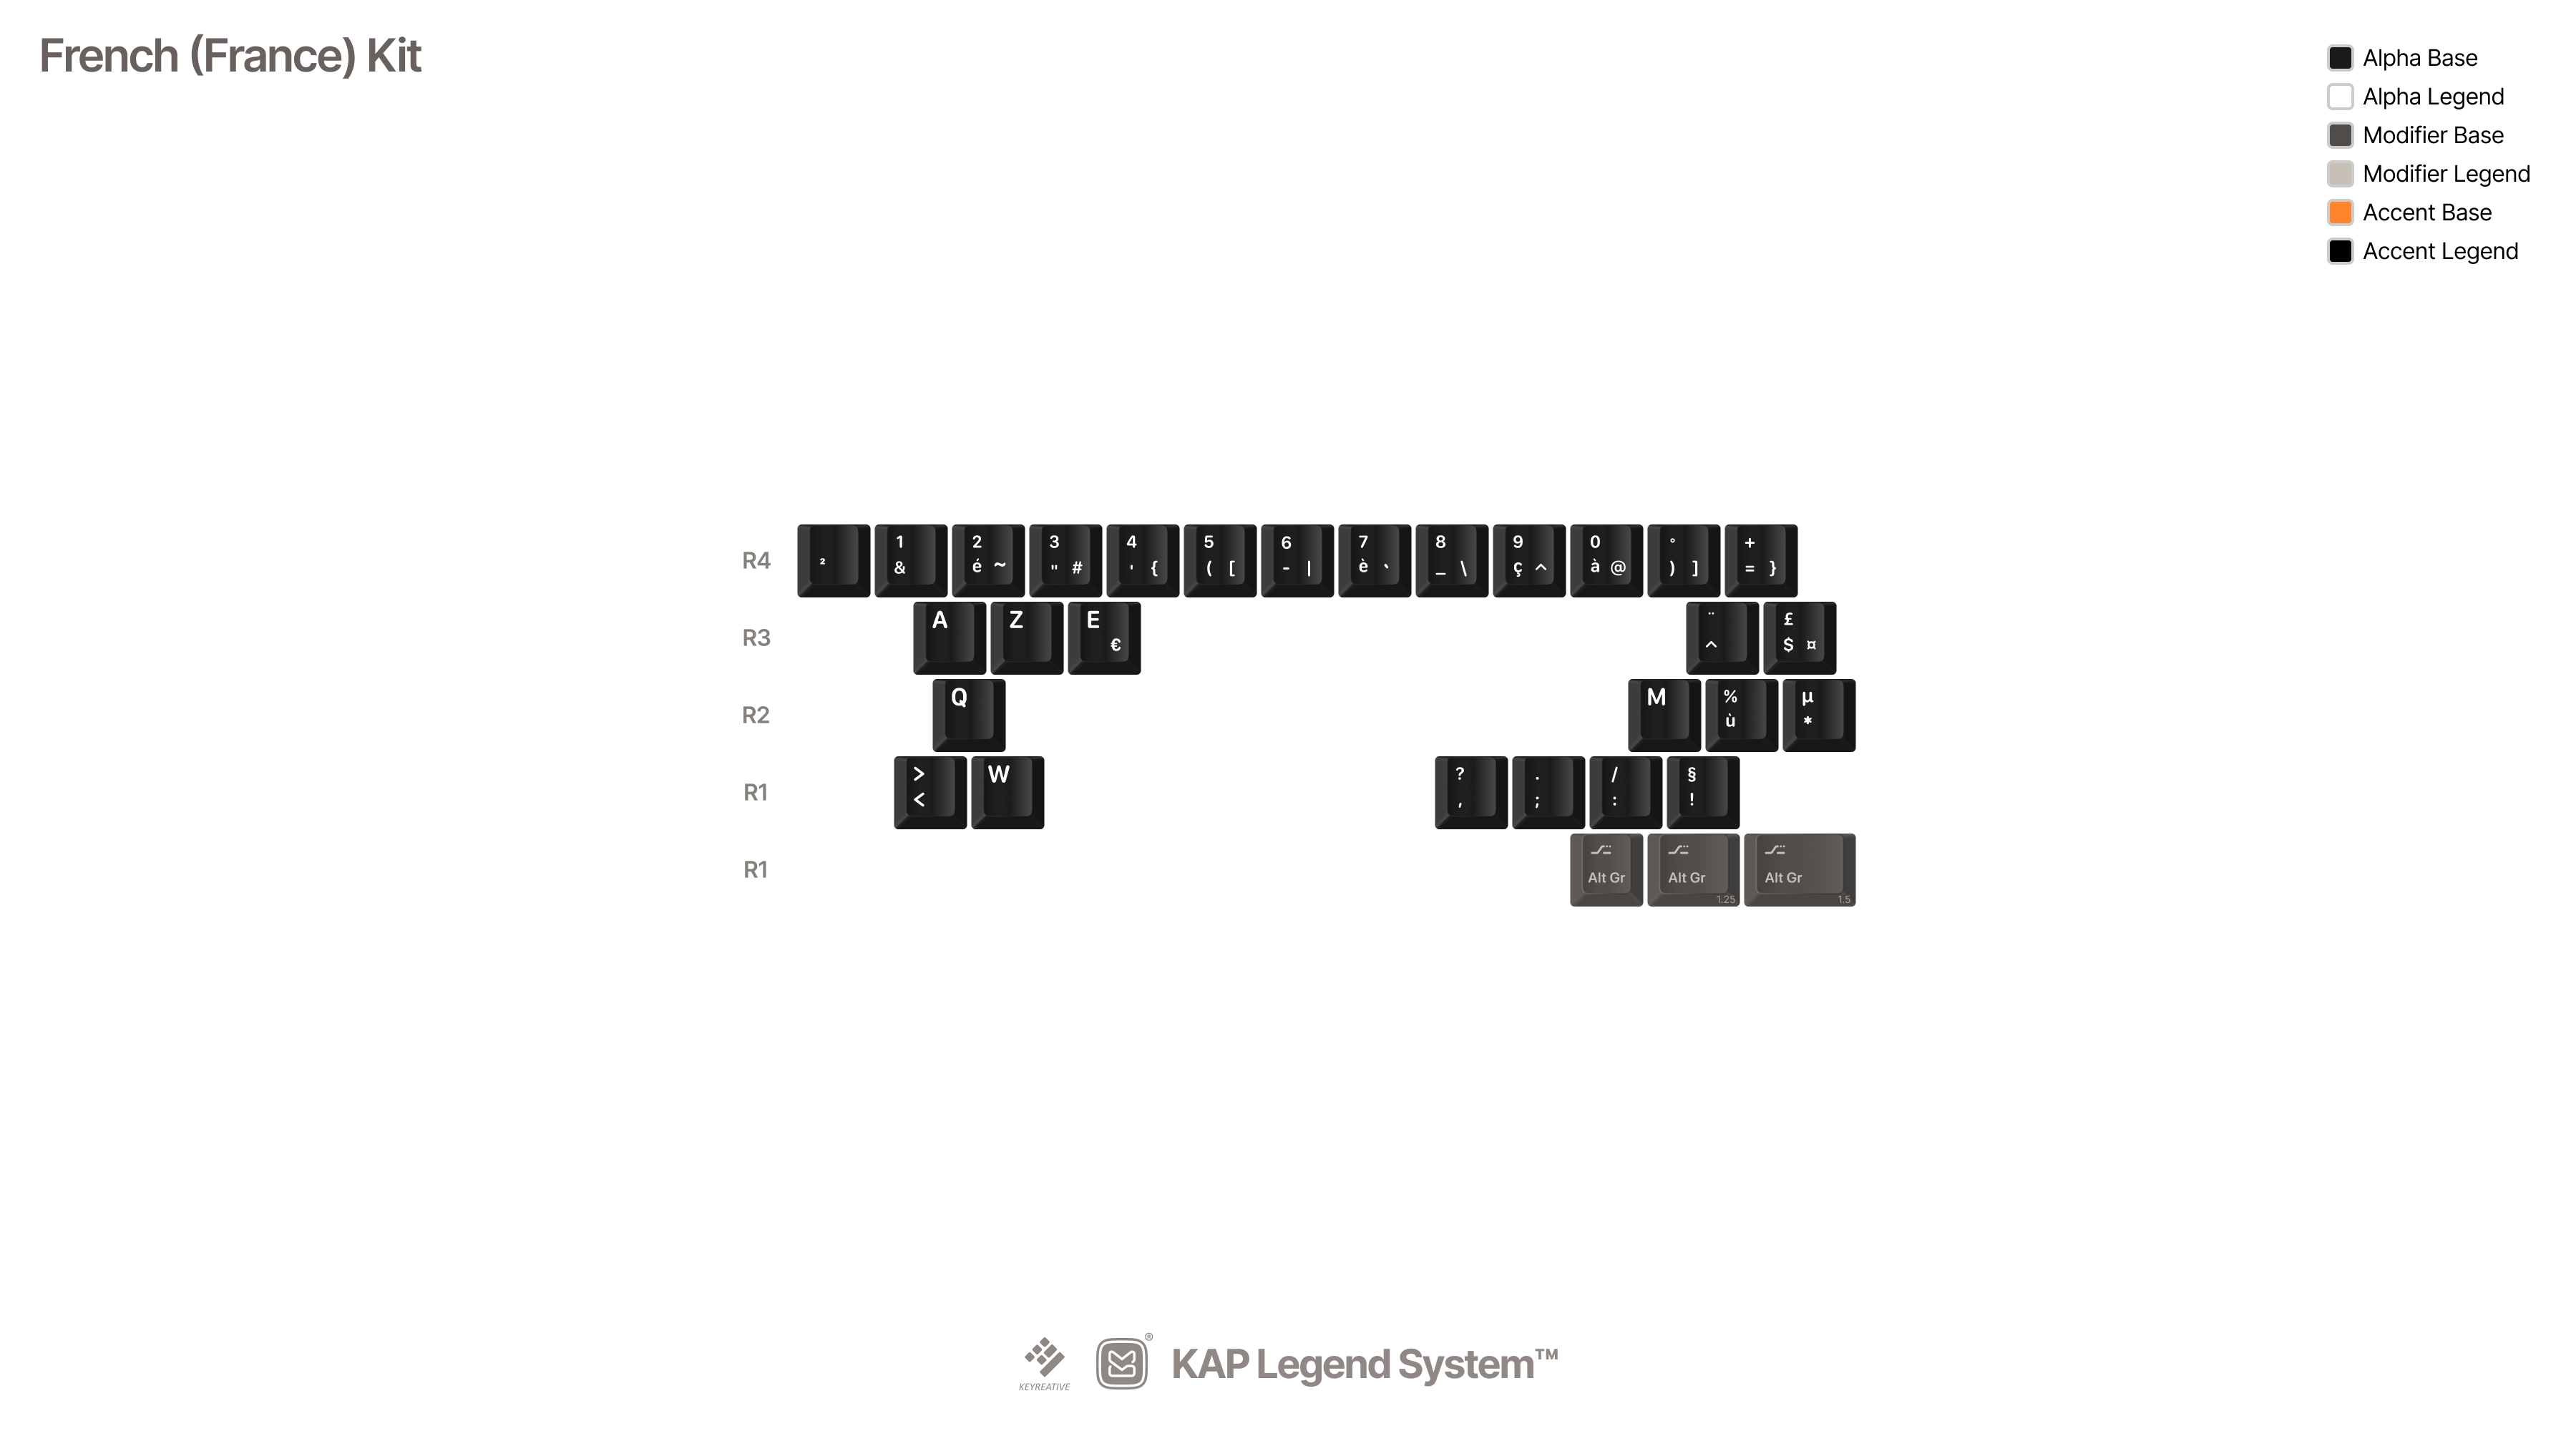 French (France) Kit
Alpha Base
Alpha Legend
Modifier Base
Modifier Legend
Accent Base
Accent Legend
R4
²
1
&
2
é ~
3
" #
4
' {
5
( [
6
- |
7
è `
8
_ \
9
ç ^
0
à @
°
) ]
+
= }
R3
A
Z
E
€
¨
^
£
$ ¤
R2
Q
M
%
ù
µ
*
R1
>
<
W
?
,
.
;
/
:
§
!
R1
Alt Gr
Alt Gr
1.25
Alt Gr
1.5
KEYREATIVE
®
KAP Legend System™